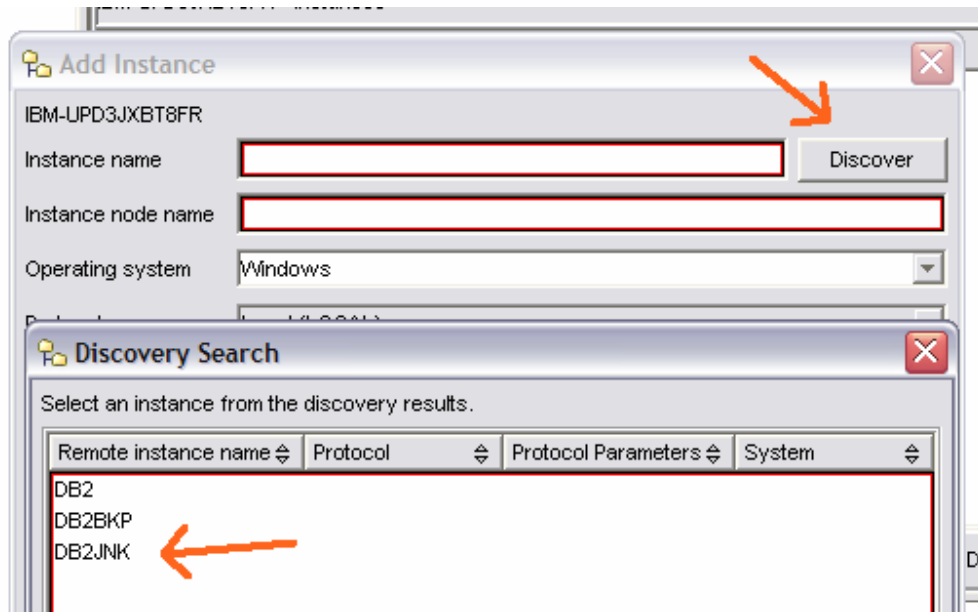 Add Instance
IBM-UPD3JXBT8FR
Instance name Discover
Instance node name
Operating system Windows
Discovery Search
Select an instance from the discovery results.
Remote instance name Protocol Protocol Parameters System
DB2
DB2BKP
DB2JNK
D